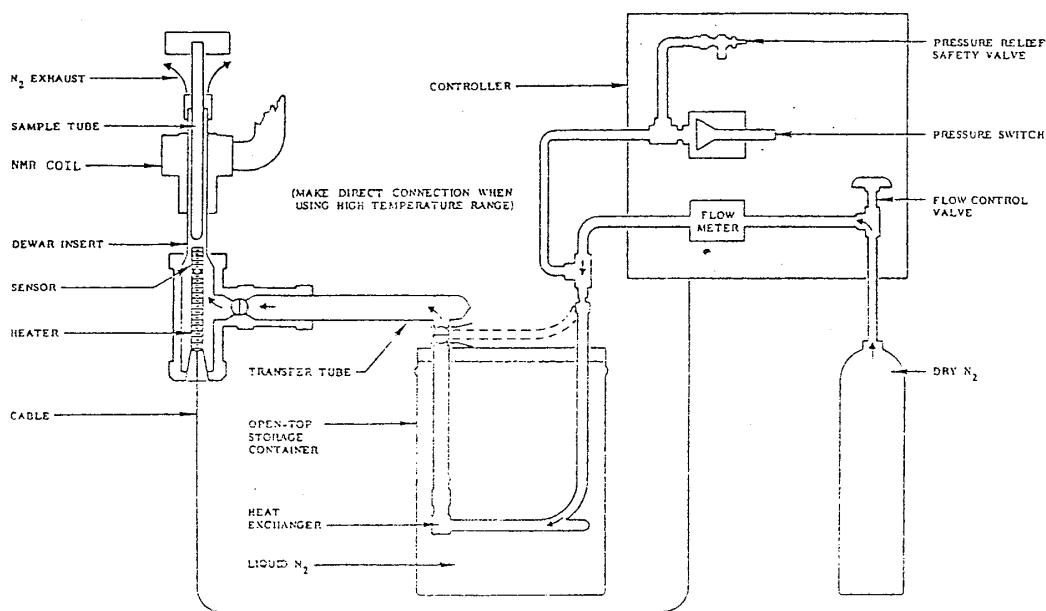 N₂ EXHAUST
SAMPLE TUBE
NMR COIL
DEWAR INSERT
SENSOR
HEATER
CABLE
(MAKE DIRECT CONNECTION WHEN
USING HIGH TEMPERATURE RANGE)
TRANSFER TUBE
OPEN-TOP
STORAGE
CONTAINER
HEAT
EXCHANGER
LIQUID N₂
CONTROLLER
PRESSURE RELIEF
SAFETY VALVE
PRESSURE SWITCH
FLOW CONTROL
VALVE
FLOW
METER
DRY N₂